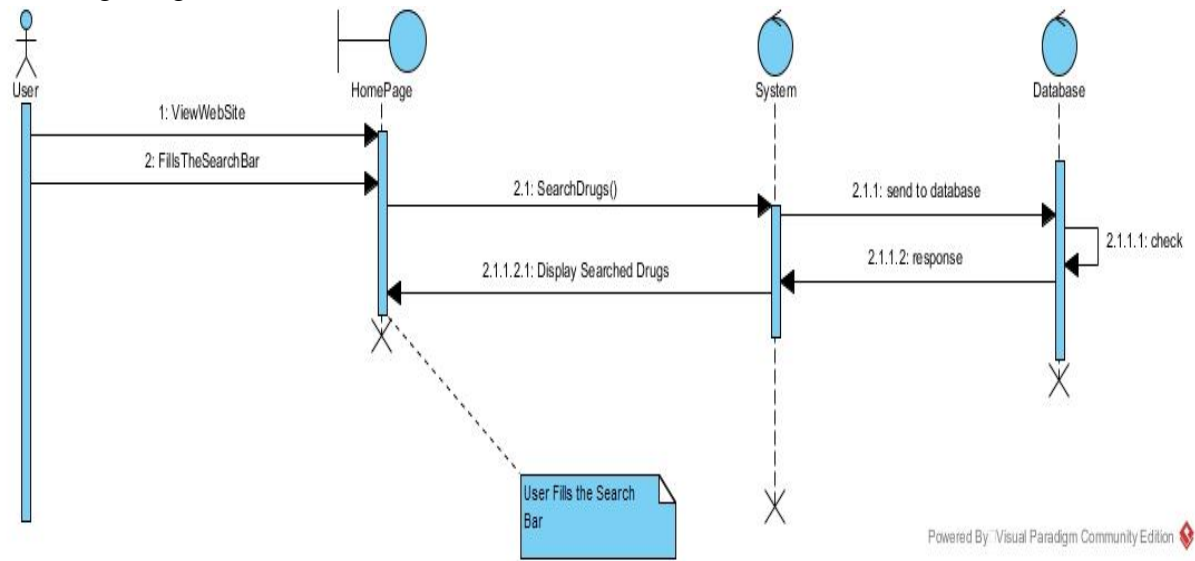 User
HomePage
System
Database
1: ViewWebSite
2: FillsTheSearchBar
2.1: SearchDrugs()
2.1.1: send to database
2.1.1.1: check
2.1.1.2: response
2.1.1.2.1: Display Searched Drugs
User Fills the Search
Bar
Powered By Visual Paradigm Community Edition